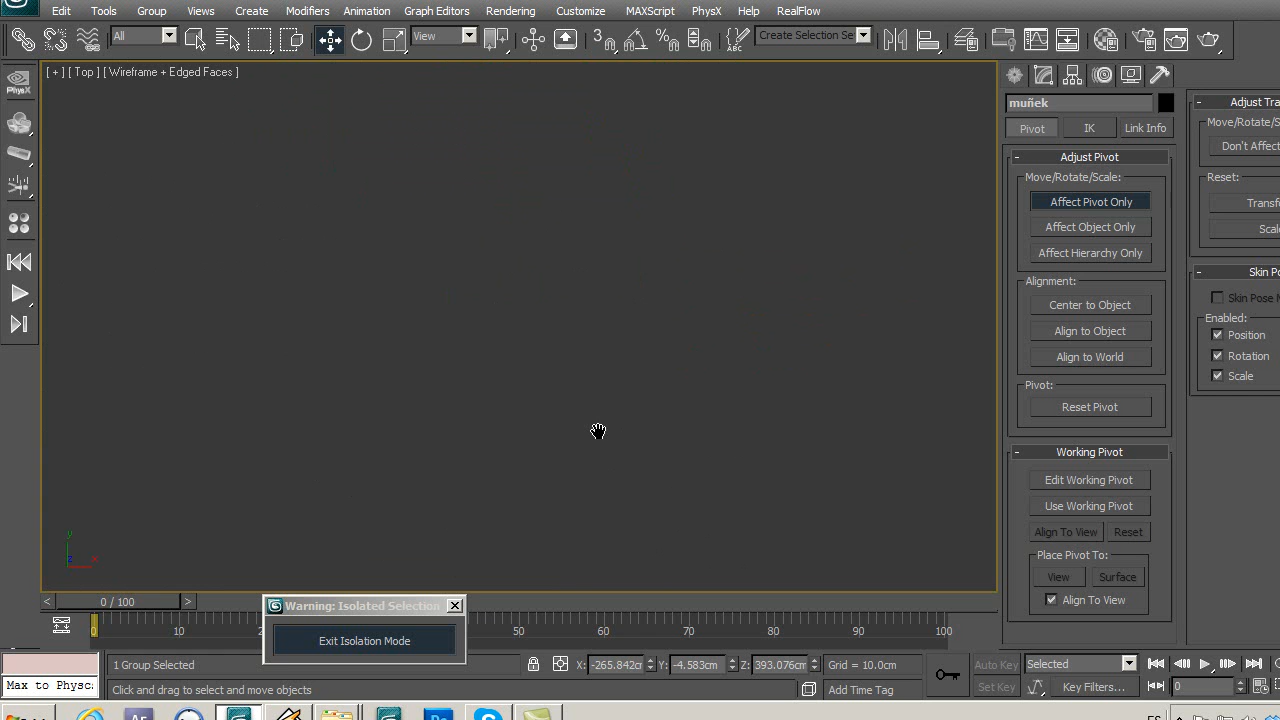 Edit Tools Group Views Create Modifiers Animation Graph Editors Rendering Customize MAXScript PhysX Help RealFlow
All View Create Selection Se
[ + ] [ Top ] [ Wireframe + Edged Faces ]
PhysX
muñek
Pivot IK Link Info
- Adjust Pivot
Move/Rotate/Scale:
Affect Pivot Only
Affect Object Only
Affect Hierarchy Only
Alignment:
Center to Object
Align to Object
Align to World
Pivot:
Reset Pivot
- Working Pivot
Edit Working Pivot
Use Working Pivot
Align To View Reset
Place Pivot To:
View Surface
Align To View
- Adjust Tra
Move/Rotate/S
Don't Affect
Reset:
Transf
Scal
- Skin Po
Skin Pose M
Enabled:
Position
Rotation
Scale
y
z x
< 0 / 100 >
Warning: Isolated Selection
Exit Isolation Mode
0 10 50 60 70 80 90 100
1 Group Selected X: -265.842cm Y: -4.583cm Z: 393.076cm Grid = 10.0cm Auto Key Selected
Max to Physc: Click and drag to select and move objects Add Time Tag Set Key Key Filters... 0
ES